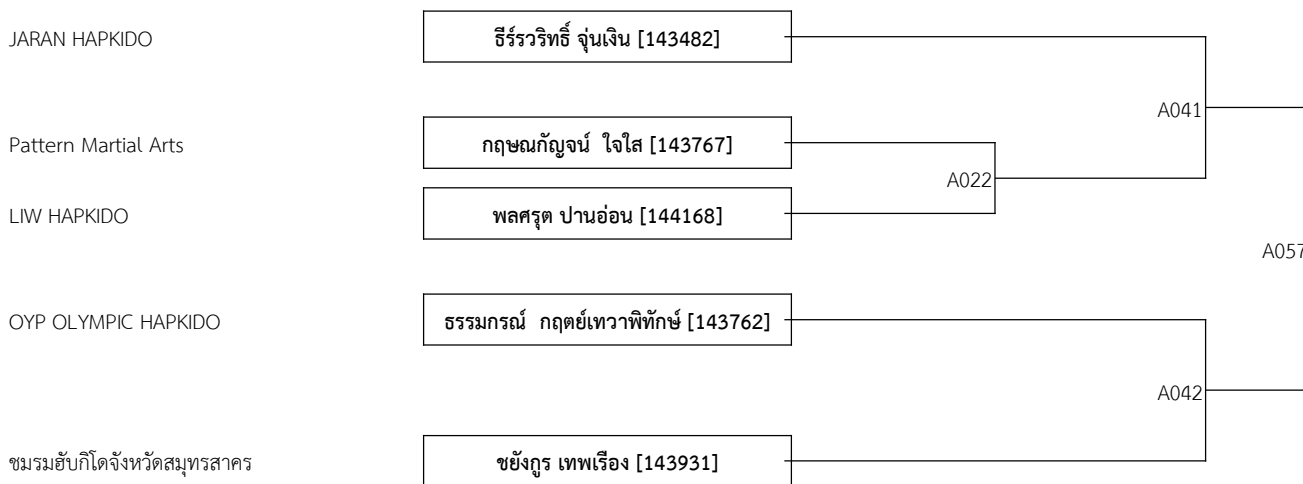 JARAN HAPKIDO
ธีร์รวริทธิ์ จุ่นเงิน [143482]
A041
Pattern Martial Arts
กฤษณกัญจน์ ใจใส [143767]
A022
LIW HAPKIDO
พลศรุต ปานอ่อน [144168]
A057
OYP OLYMPIC HAPKIDO
ธรรมกรณ์ กฤตย์เทวาพิทักษ์ [143762]
A042
ชมรมฮับกิโดจังหวัดสมุทรสาคร
ชยังกูร เทพเรือง [143931]